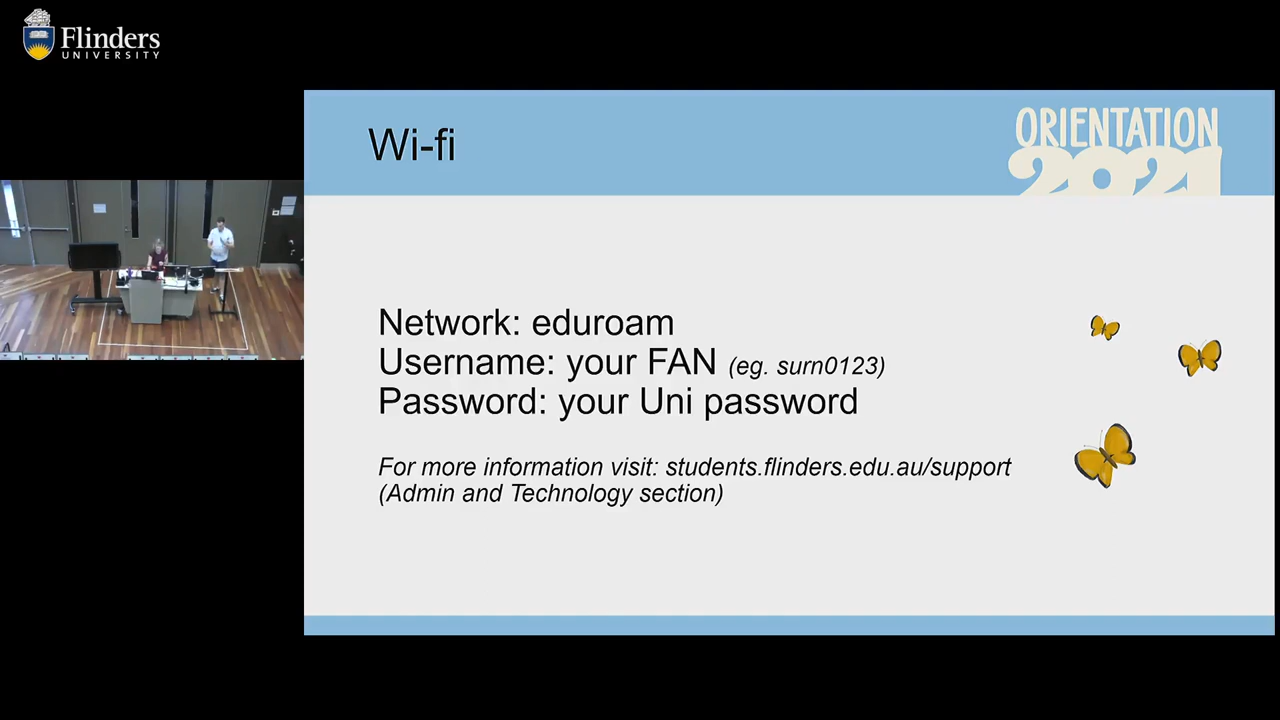 Flinders
UNIVERSITY
Wi-fi
ORIENTATION
2021
Network: eduroam
Username: your FAN (eg. surn0123)
Password: your Uni password
For more information visit: students.flinders.edu.au/support
(Admin and Technology section)